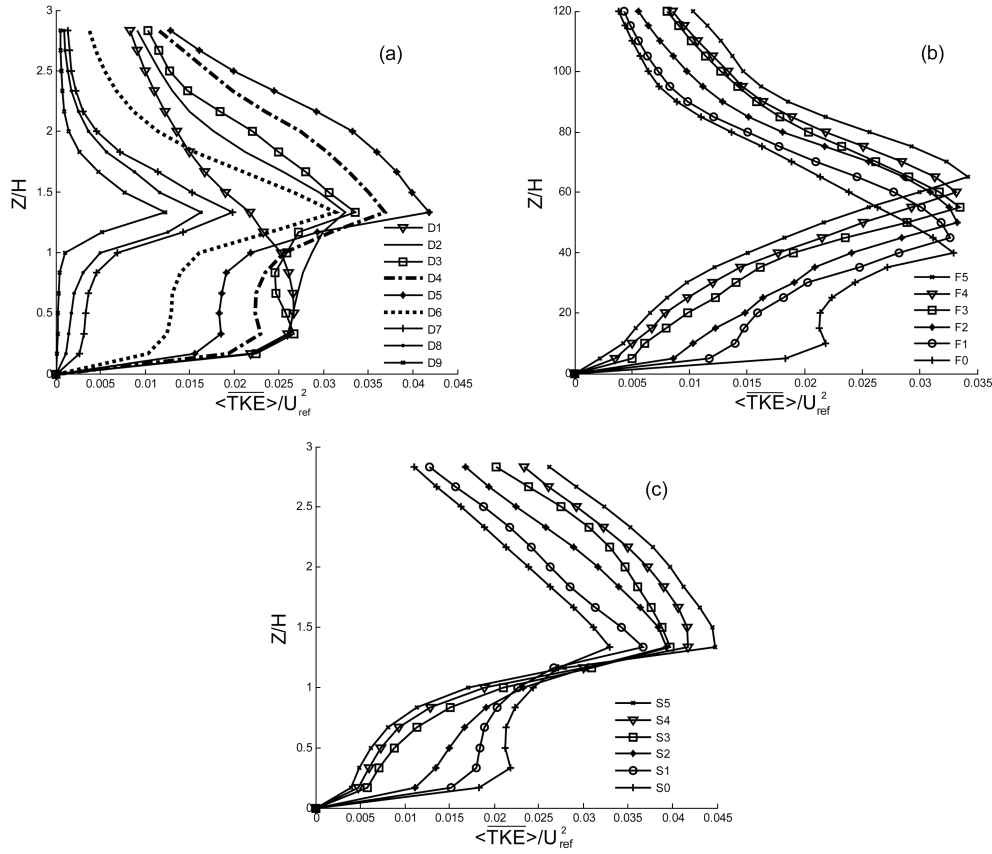 (a)
3
2.5
2
1.5
1
0.5
0
Z/H
0 0.005 0.01 0.015 0.02 0.025 0.03 0.035 0.04 0.045
<TKE>/U²ref
D1
D2
D3
D4
D5
D6
D7
D8
D9
(b)
120
100
80
60
40
20
0
Z/H
0 0.005 0.01 0.015 0.02 0.025 0.03 0.035
<TKE>/U²ref
F5
F4
F3
F2
F1
F0
(c)
3
2.5
2
1.5
1
0.5
0
Z/H
0 0.005 0.01 0.015 0.02 0.025 0.03 0.035 0.04 0.045
<TKE>/U²ref
S5
S4
S3
S2
S1
S0